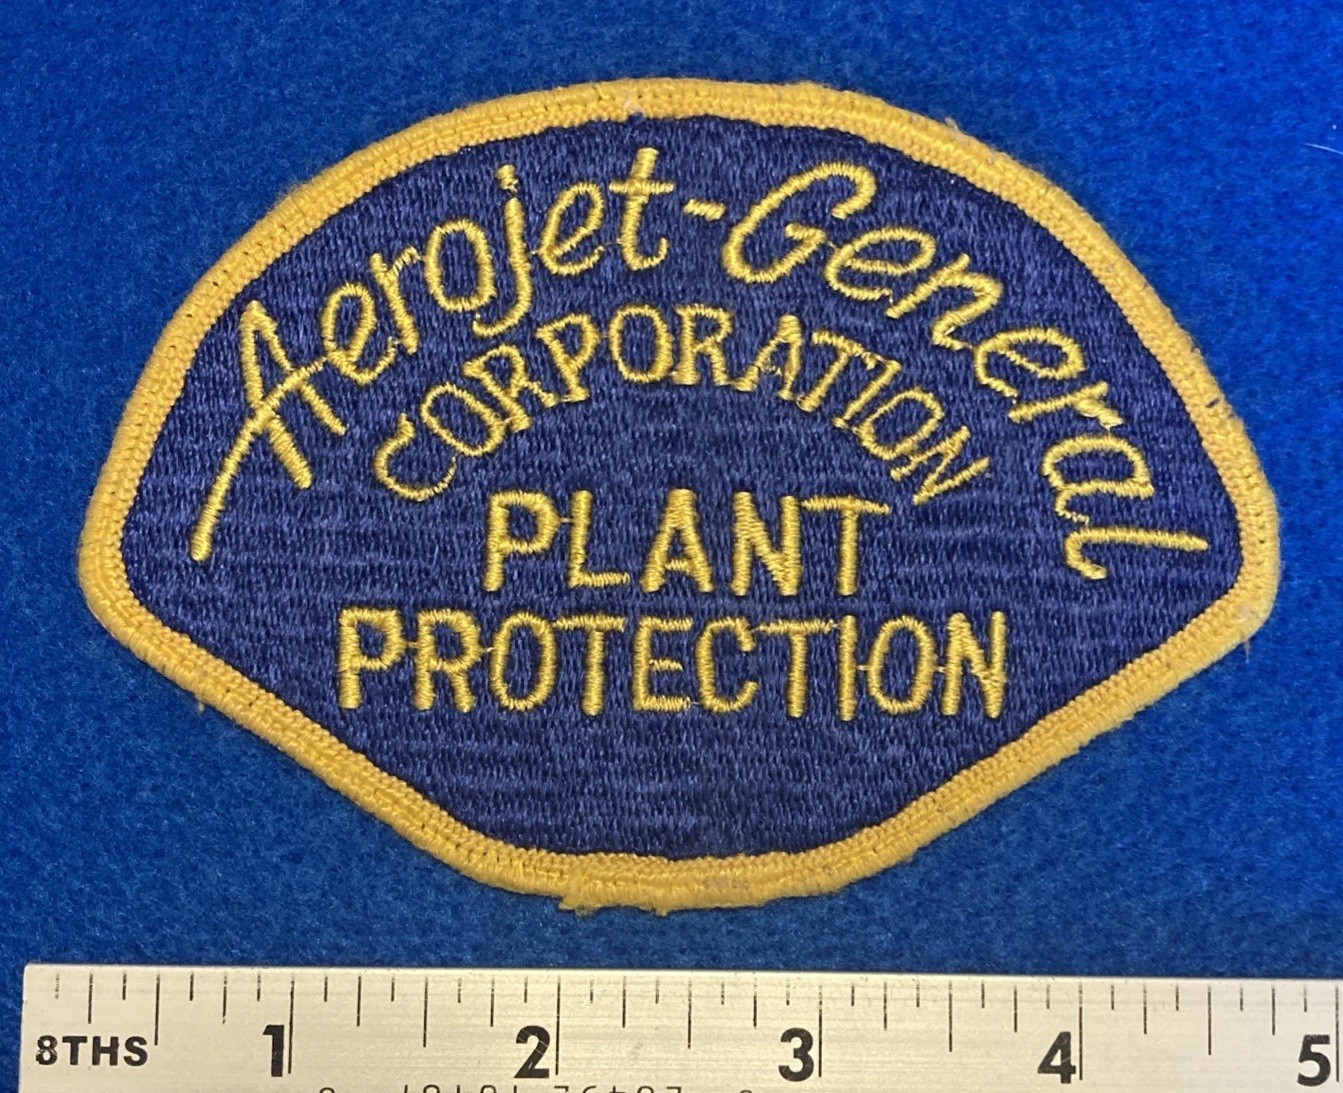 Aerojet-General
CORPORATION
PLANT
PROTECTION
8THS 1 2 3 4 5